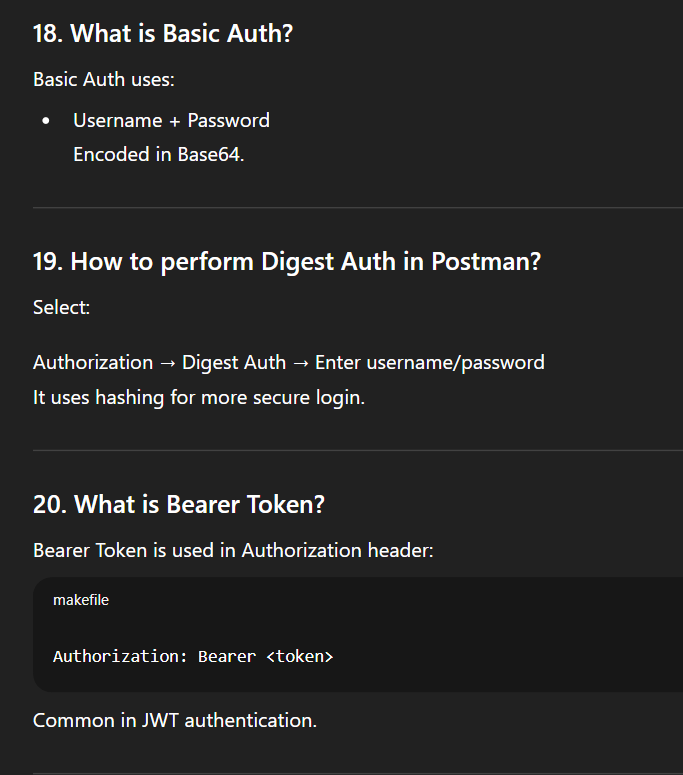 18. What is Basic Auth?
Basic Auth uses:
• Username + Password
Encoded in Base64.
19. How to perform Digest Auth in Postman?
Select:
Authorization → Digest Auth → Enter username/password
It uses hashing for more secure login.
20. What is Bearer Token?
Bearer Token is used in Authorization header:
makefile
Authorization: Bearer <token>
Common in JWT authentication.